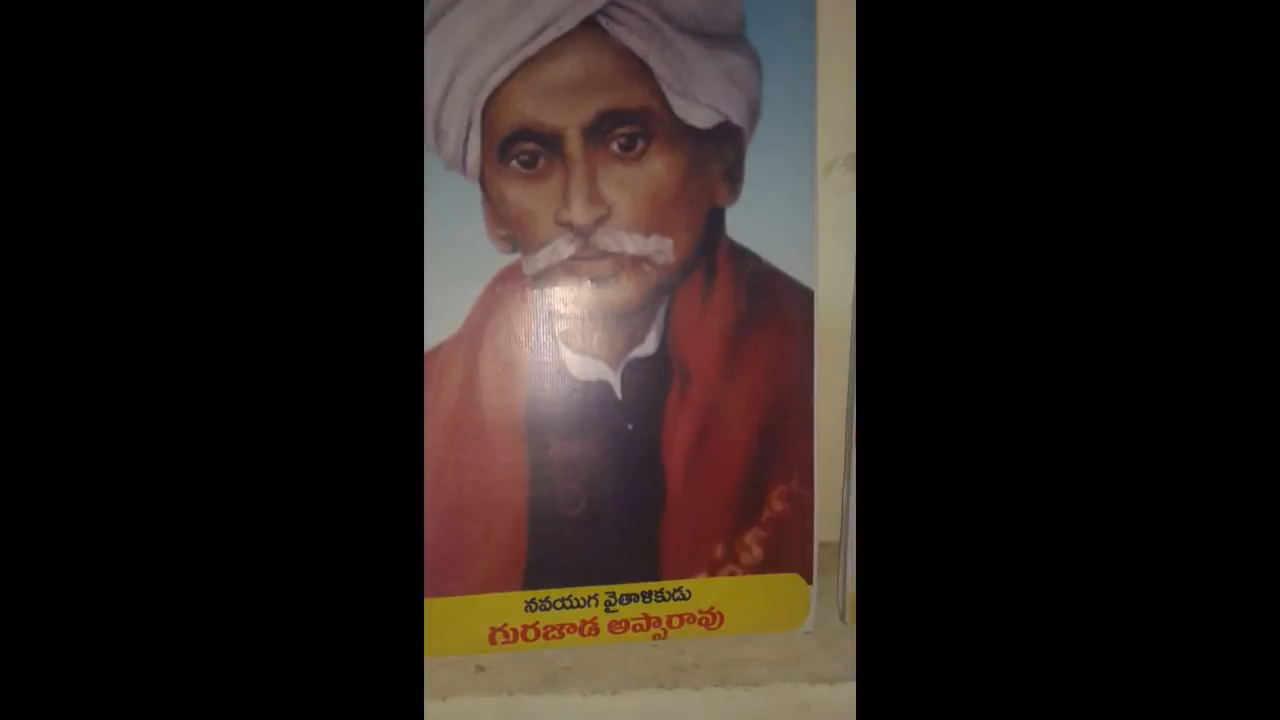 నవయుగ వైతాళికుడు
గురజాడ అప్పారావు